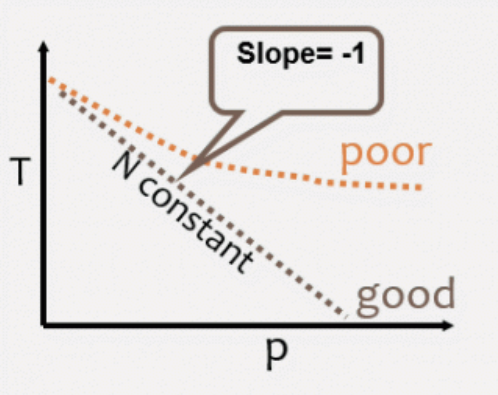 Slope= -1
poor
T
N constant
good
p